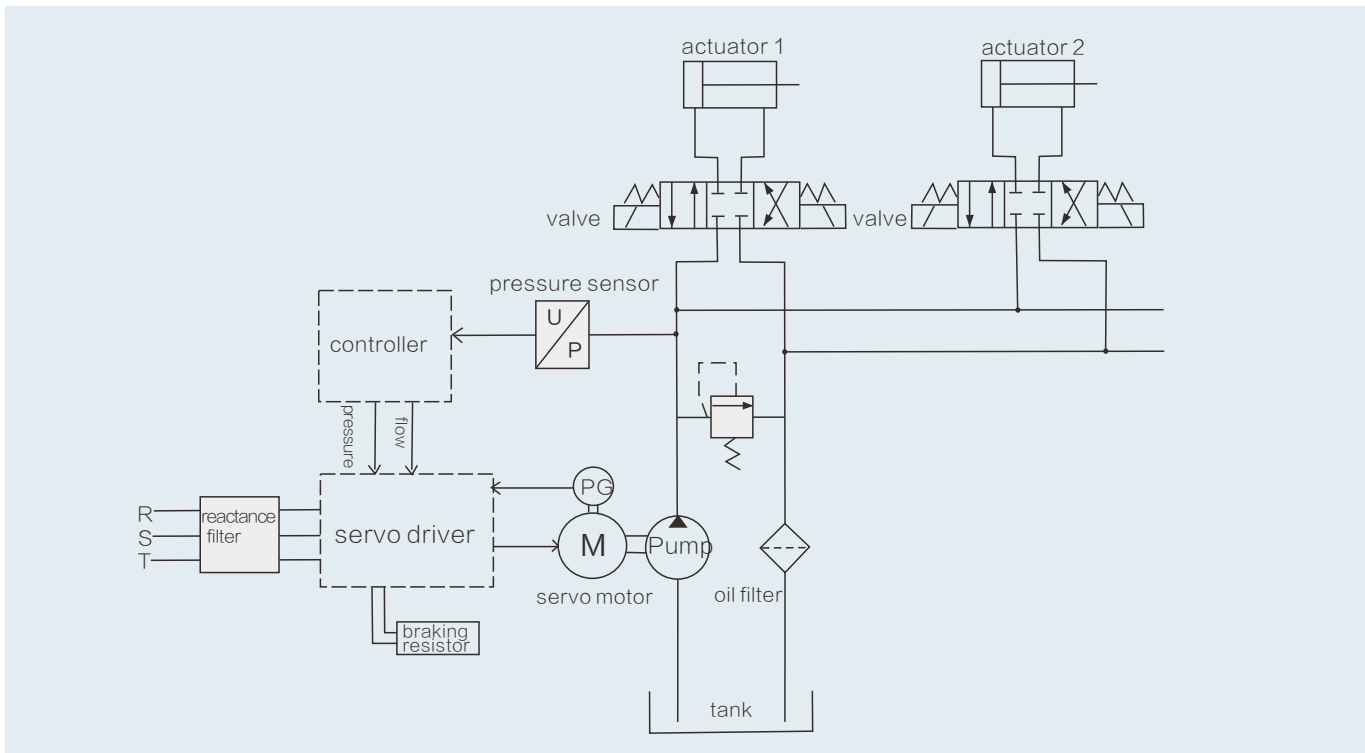 actuator 1
actuator 2
valve
valve
pressure sensor
U
P
controller
pressure
flow
R
S
T
reactance
filter
servo driver
PG
M
Pump
servo motor
oil filter
braking
resistor
tank